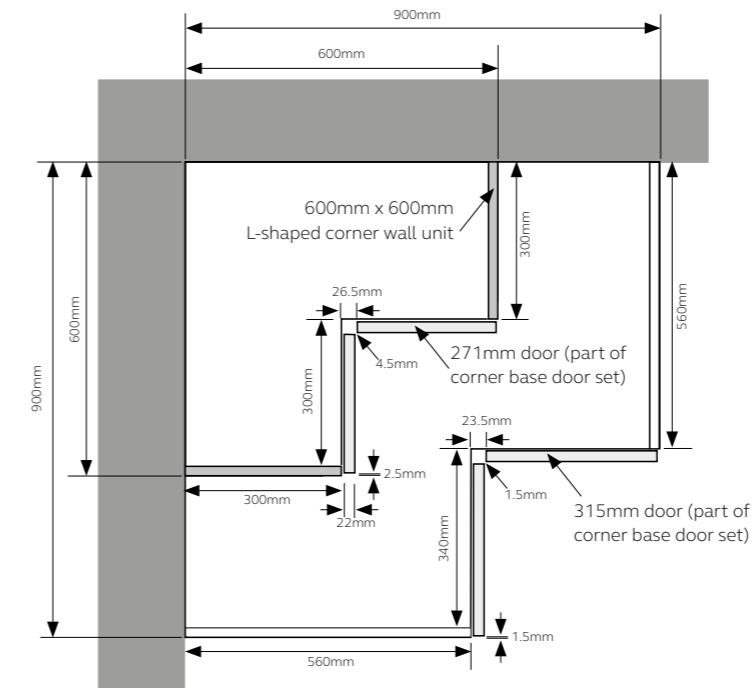 900mm
600mm
600mm x 600mm
L-shaped corner wall unit
300mm
560mm
600mm
900mm
26.5mm
271mm door (part of
corner base door set)
4.5mm
300mm
23.5mm
2.5mm
300mm
22mm
1.5mm
315mm door (part of
corner base door set)
340mm
1.5mm
560mm